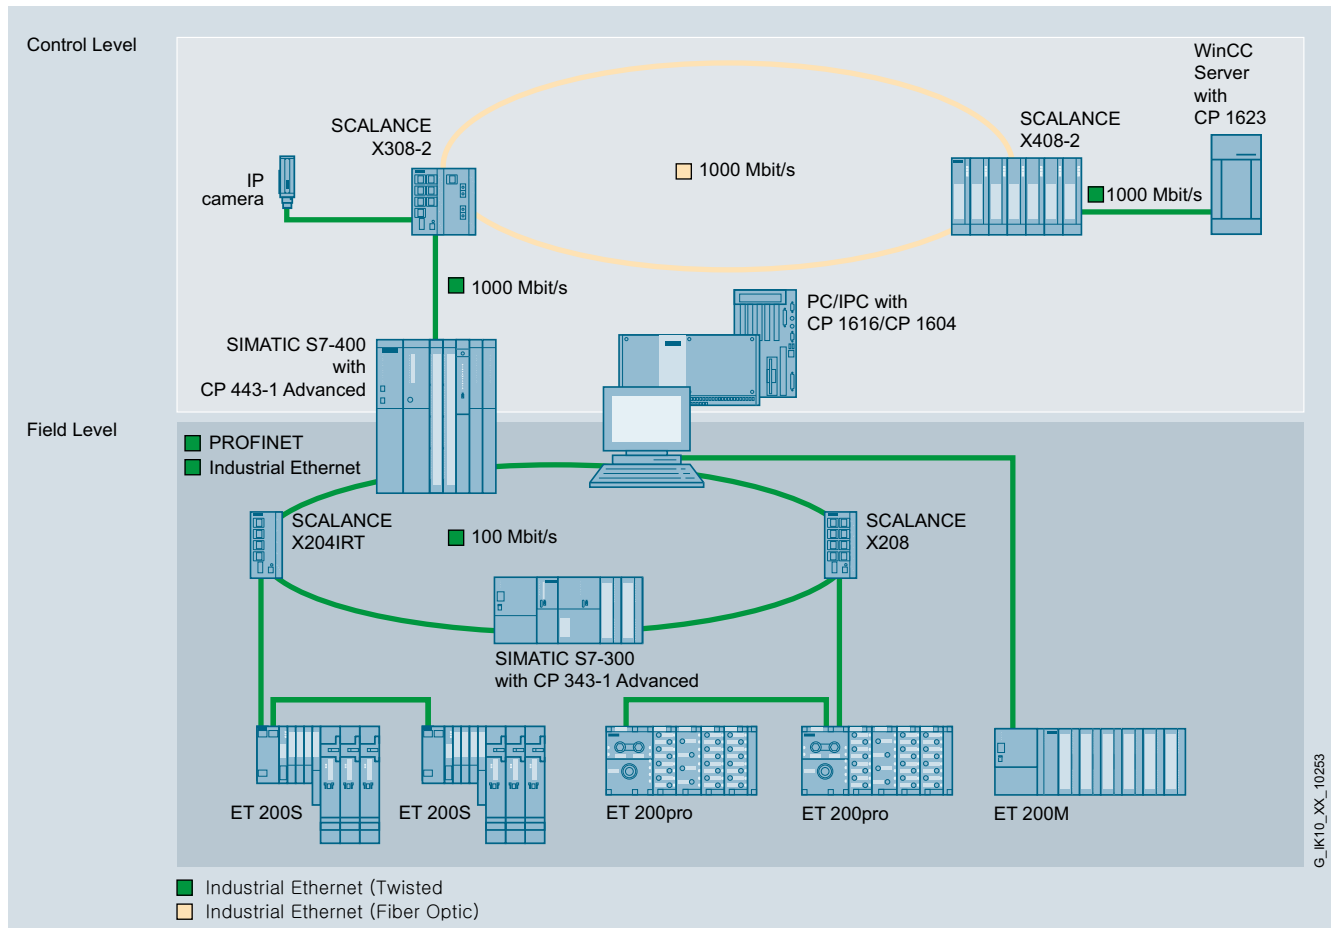 Control Level
WinCC
Server
with
CP 1623
SCALANCE
X308-2
SCALANCE
X408-2
IP
camera
1000 Mbit/s
1000 Mbit/s
1000 Mbit/s
PC/IPC with
CP 1616/CP 1604
SIMATIC S7-400
with
CP 443-1 Advanced
Field Level
PROFINET
Industrial Ethernet
SCALANCE
X204IRT
100 Mbit/s
SCALANCE
X208
SIMATIC S7-300
with CP 343-1 Advanced
ET 200S
ET 200S
ET 200pro
ET 200pro
ET 200M
G_IK10_XX_10253
Industrial Ethernet (Twisted
Industrial Ethernet (Fiber Optic)